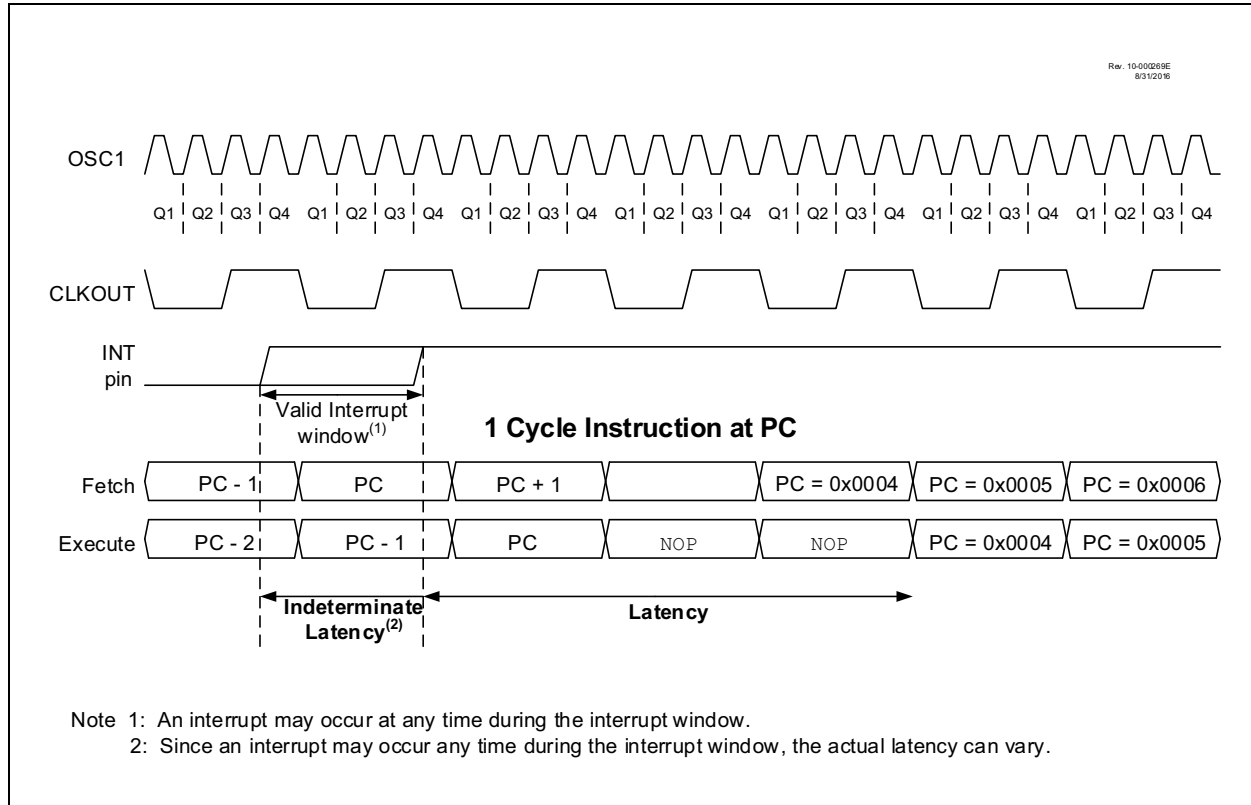 Rev. 10-000269E
8/31/2016
OSC1
Q1 Q2 Q3 Q4 Q1 Q2 Q3 Q4 Q1 Q2 Q3 Q4 Q1 Q2 Q3 Q4 Q1 Q2 Q3 Q4 Q1 Q2 Q3 Q4 Q1 Q2 Q3 Q4
CLKOUT
INT
pin
Valid Interrupt
window(1)
1 Cycle Instruction at PC
Fetch PC - 1 PC PC + 1 PC = 0x0004 PC = 0x0005 PC = 0x0006
Execute PC - 2 PC - 1 PC NOP NOP PC = 0x0004 PC = 0x0005
Indeterminate
Latency(2)
Latency
Note 1: An interrupt may occur at any time during the interrupt window.
2: Since an interrupt may occur any time during the interrupt window, the actual latency can vary.